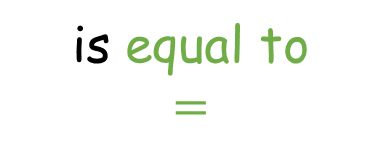 is equal to
=